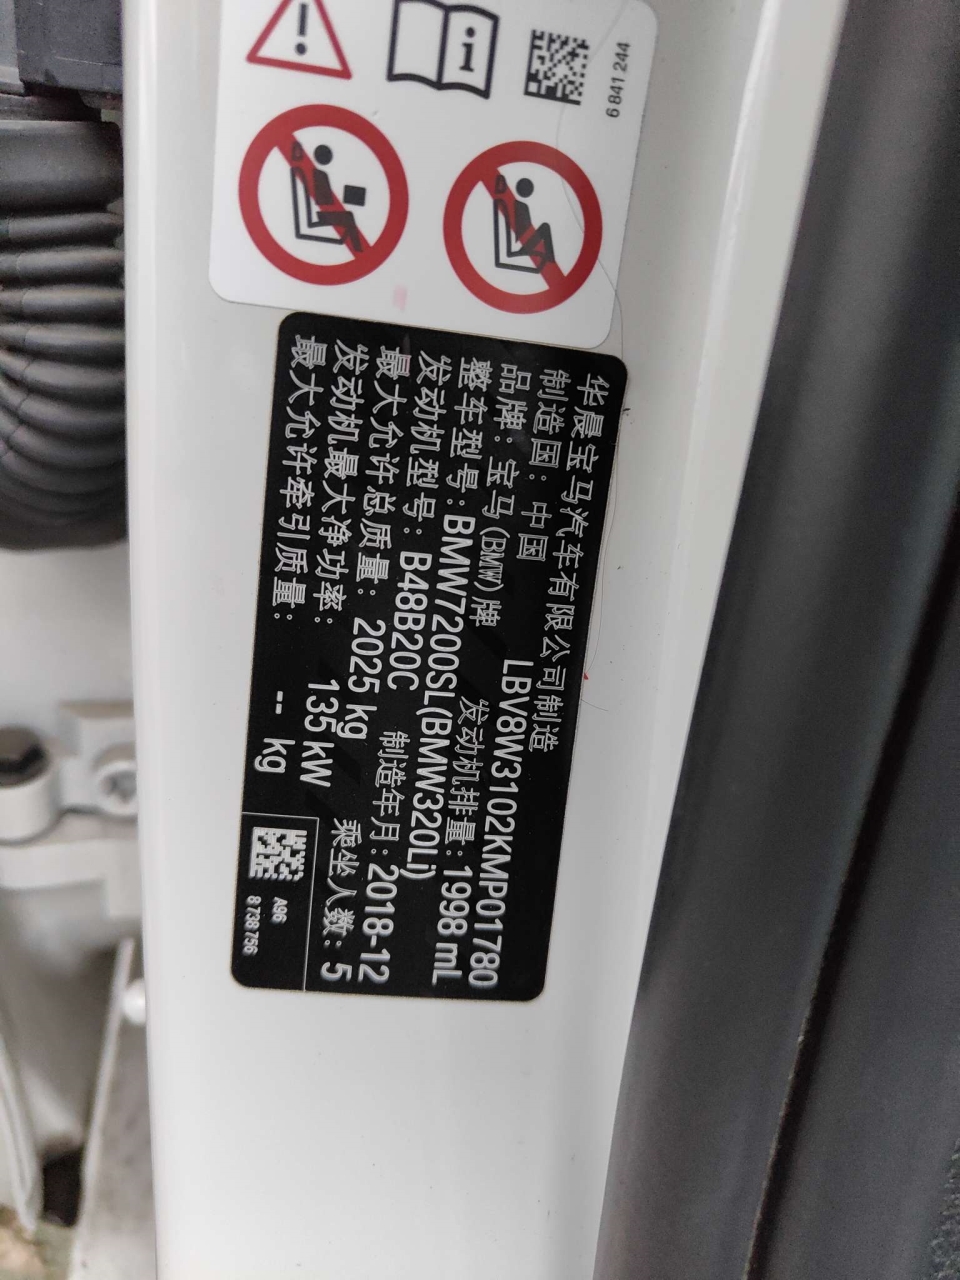 6 841 244
华晨宝马汽车有限公司制造
制造国：中国 LBV8W3102KMP01780
品牌：宝马(BMW)牌 发动机排量：1998 mL
整车型号：BMW7200SL(BMW320Li)
发动机型号：B48B20C 制造年月：2018-12
最大允许总质量：2025 kg 乘坐人数：5
发动机最大净功率：135 kW
最大允许牵引质量： -- kg
A96
8 738 756